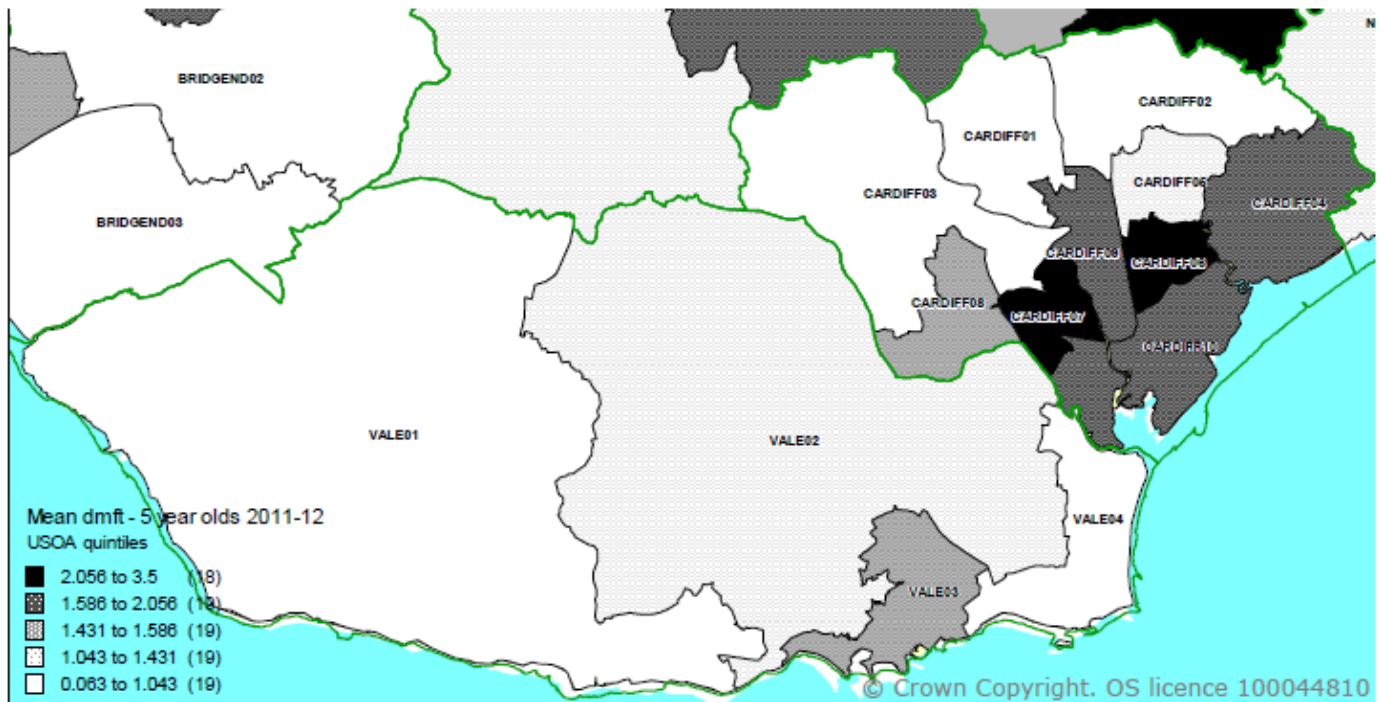 N
BRIDGEND02
CARDIFF02
CARDIFF01
CARDIFF05
CARDIFF03
CARDIFF04
BRIDGEND03
CARDIFF06
CARDIFF08
CARDIFF07
CARDIFF10
VALE01
VALE02
VALE04
VALE03
Mean dmft - 5 year olds 2011-12
USOA quintiles
2.056 to 3.5 (18)
1.586 to 2.056 (19)
1.431 to 1.586 (19)
1.043 to 1.431 (19)
0.063 to 1.043 (19)
© Crown Copyright. OS licence 100044810